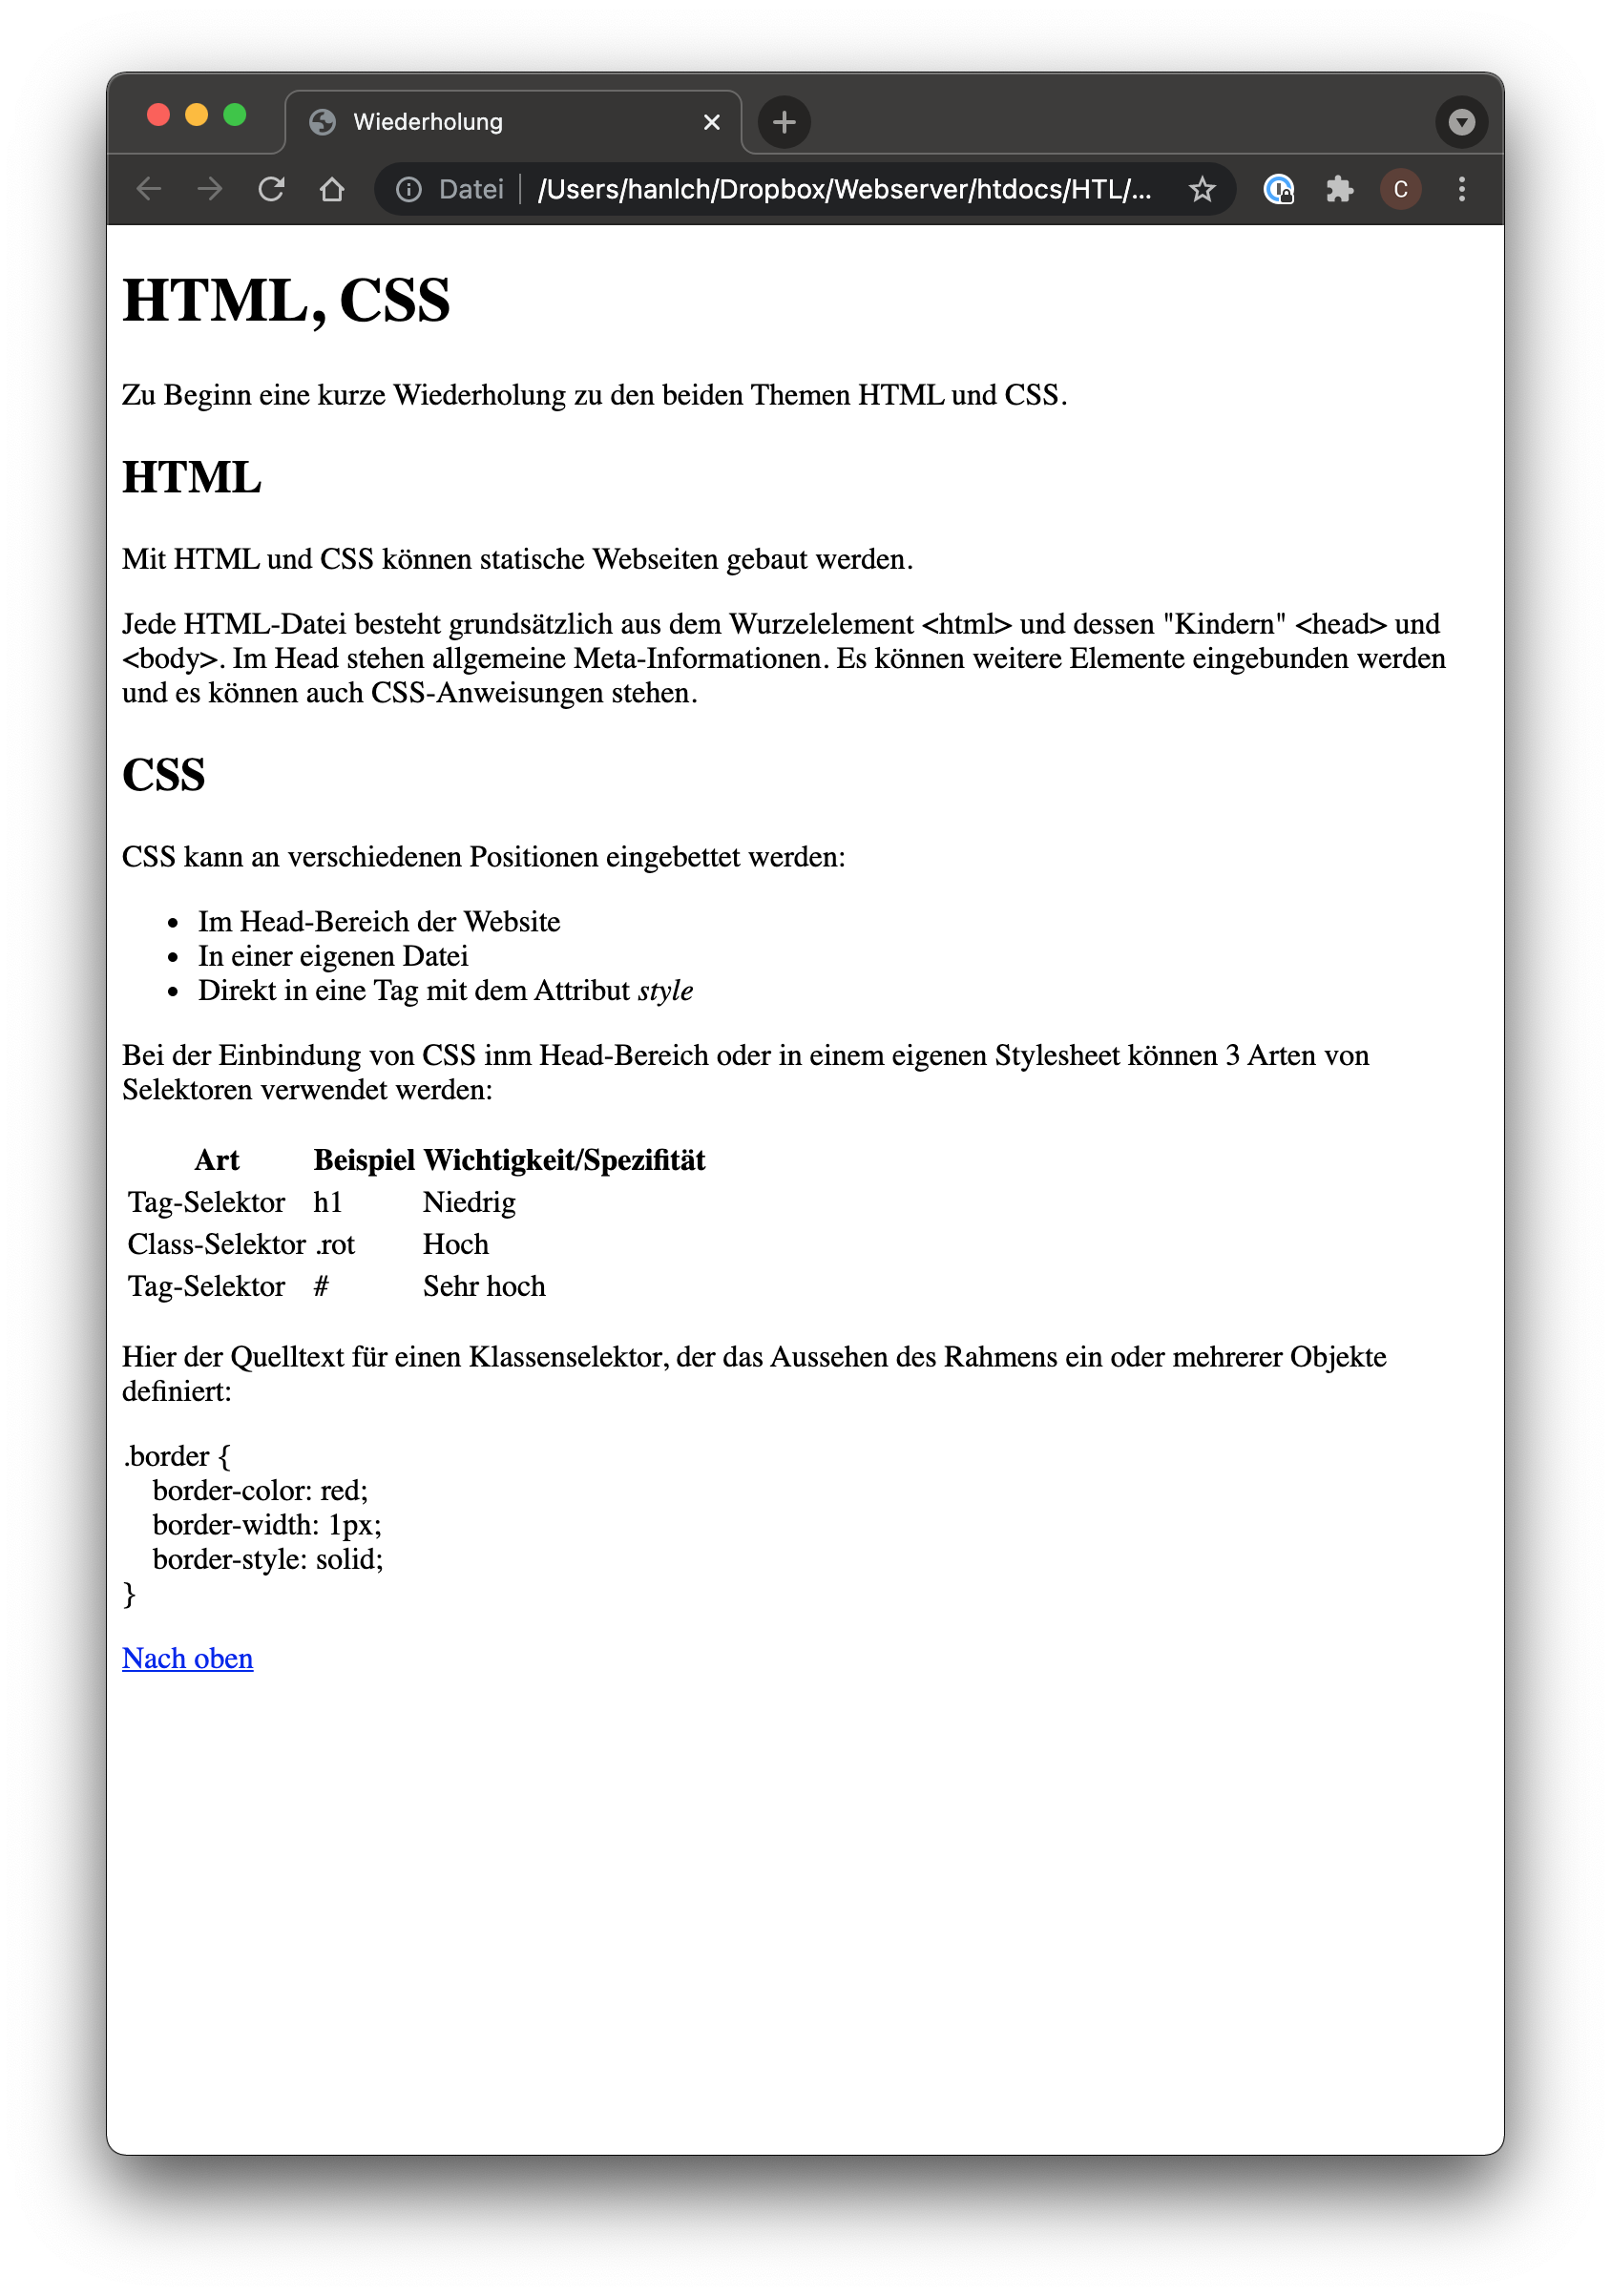 Wiederholung
Datei
/Users/hanlch/Dropbox/Webserver/htdocs/HTL/...
C
HTML, CSS
Zu Beginn eine kurze Wiederholung zu den beiden Themen HTML und CSS.
HTML
Mit HTML und CSS können statische Webseiten gebaut werden.
Jede HTML-Datei besteht grundsätzlich aus dem Wurzelelement <html> und dessen "Kindern" <head> und
<body>. Im Head stehen allgemeine Meta-Informationen. Es können weitere Elemente eingebunden werden
und es können auch CSS-Anweisungen stehen.
CSS
CSS kann an verschiedenen Positionen eingebettet werden:
• Im Head-Bereich der Website
• In einer eigenen Datei
• Direkt in eine Tag mit dem Attribut style
Bei der Einbindung von CSS inm Head-Bereich oder in einem eigenen Stylesheet können 3 Arten von
Selektoren verwendet werden:
Art Beispiel Wichtigkeit/Spezifität
Tag-Selektor h1 Niedrig
Class-Selektor .rot Hoch
Tag-Selektor # Sehr hoch
Hier der Quelltext für einen Klassenselektor, der das Aussehen des Rahmens ein oder mehrerer Objekte
definiert:
.border {
border-color: red;
border-width: 1px;
border-style: solid;
}
Nach oben